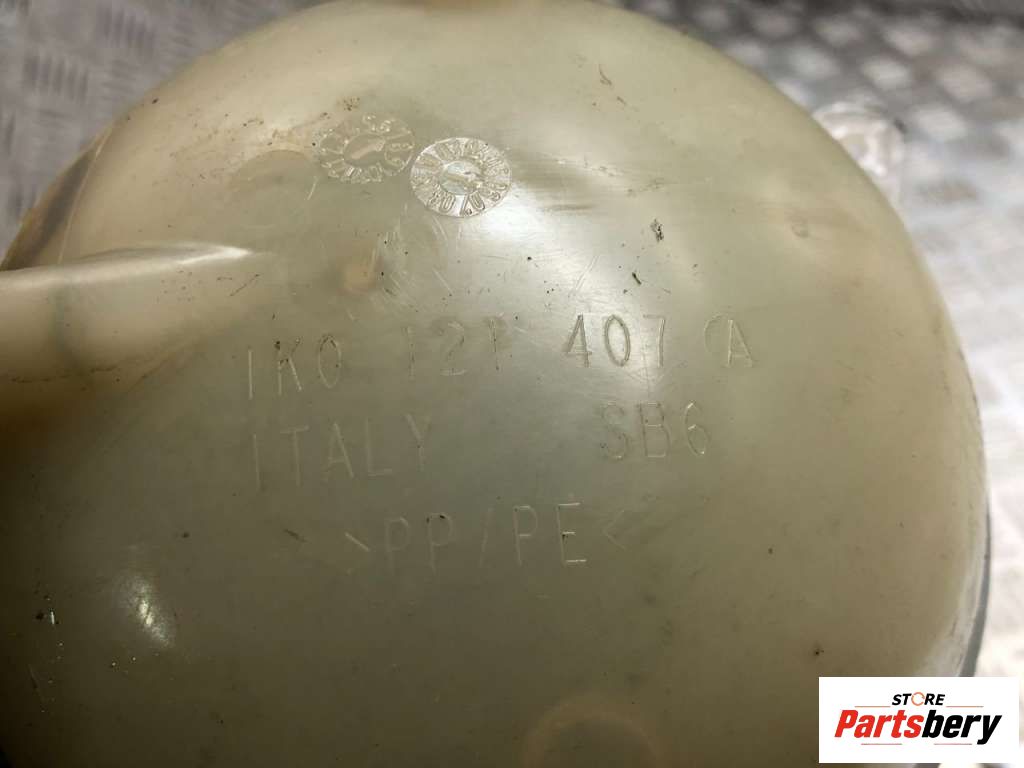 1K0 121 407 A
ITALY SB6
>PP/PE<
STORE
Partsbery